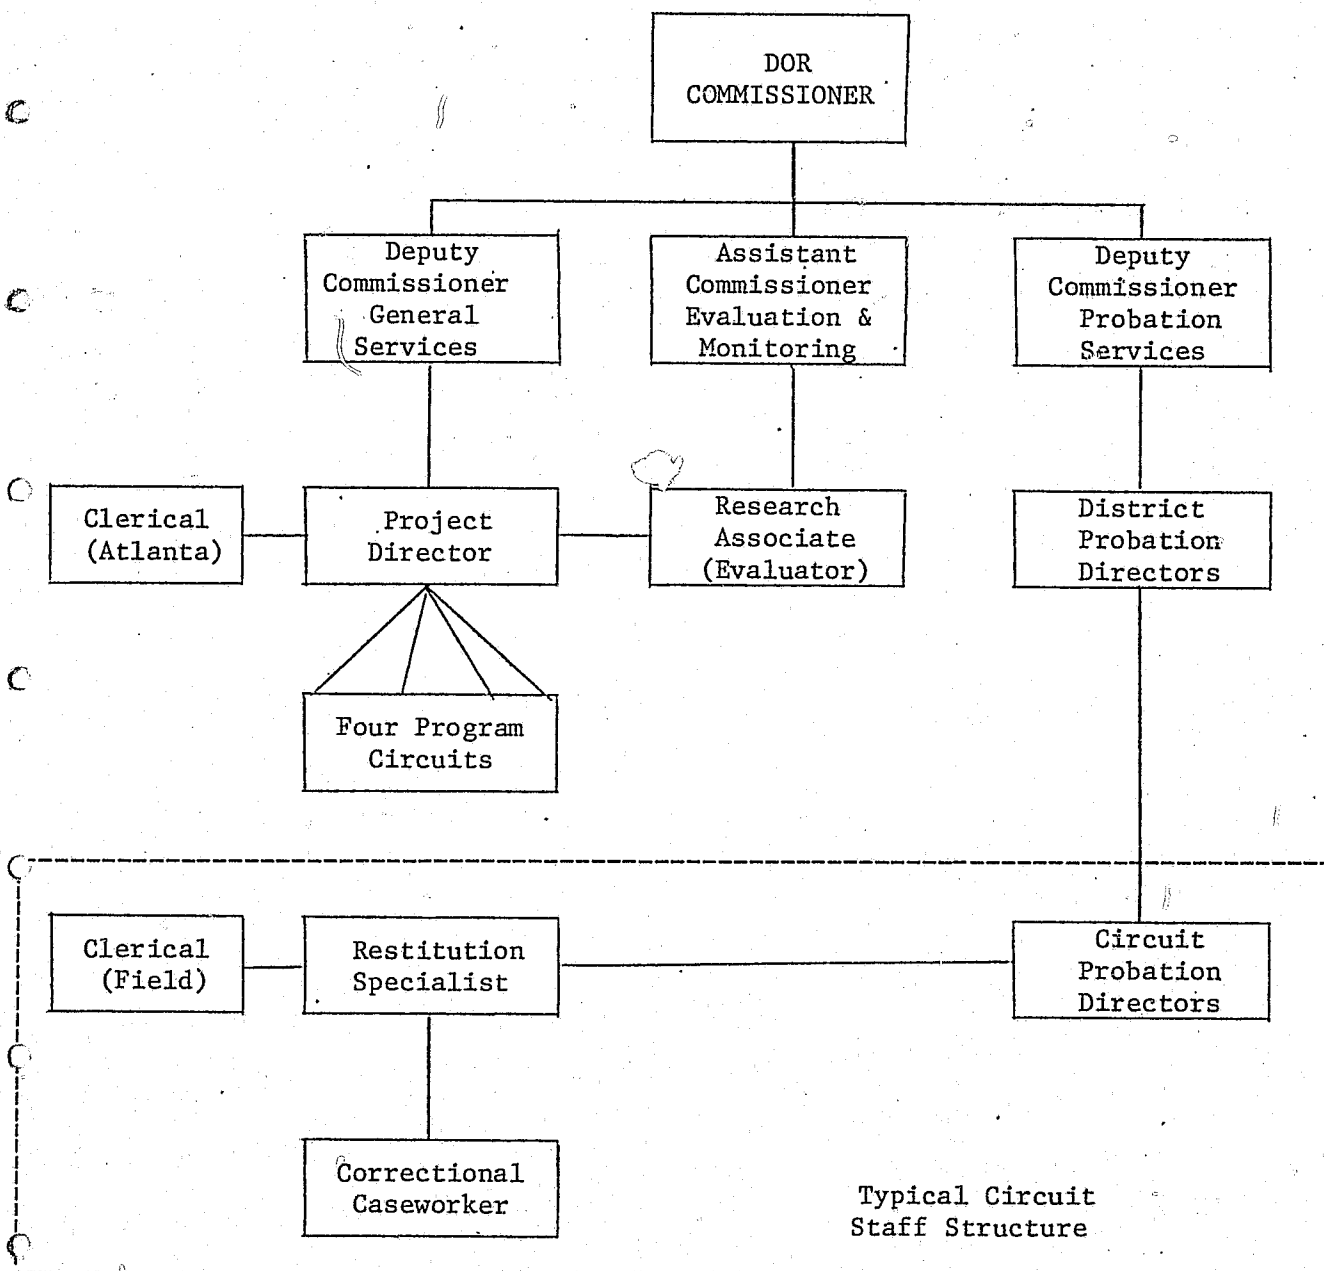 DOR
COMMISSIONER
Deputy
Commissioner
General
Services
Assistant
Commissioner
Evaluation &
Monitoring
Deputy
Commissioner
Probation
Services
Clerical
(Atlanta)
Project
Director
Research
Associate
(Evaluator)
District
Probation
Directors
Four Program
Circuits
Clerical
(Field)
Restitution
Specialist
Circuit
Probation
Directors
Correctional
Caseworker
Typical Circuit
Staff Structure